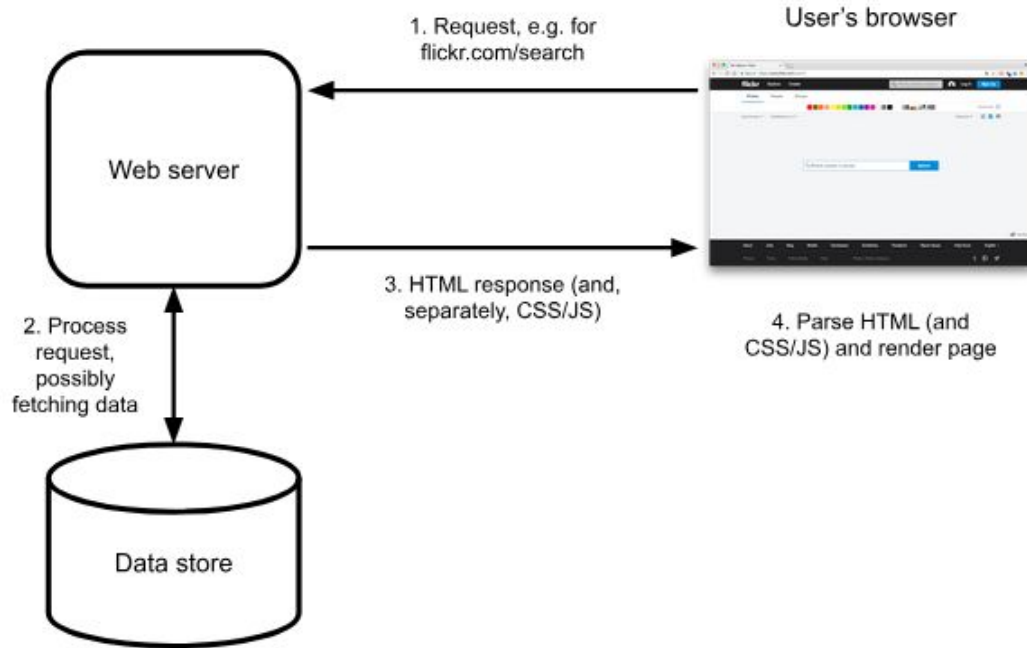 User's browser
1. Request, e.g. for
flickr.com/search
Web server
3. HTML response (and,
separately, CSS/JS)
2. Process
request,
possibly
fetching data
4. Parse HTML (and
CSS/JS) and render page
Data store